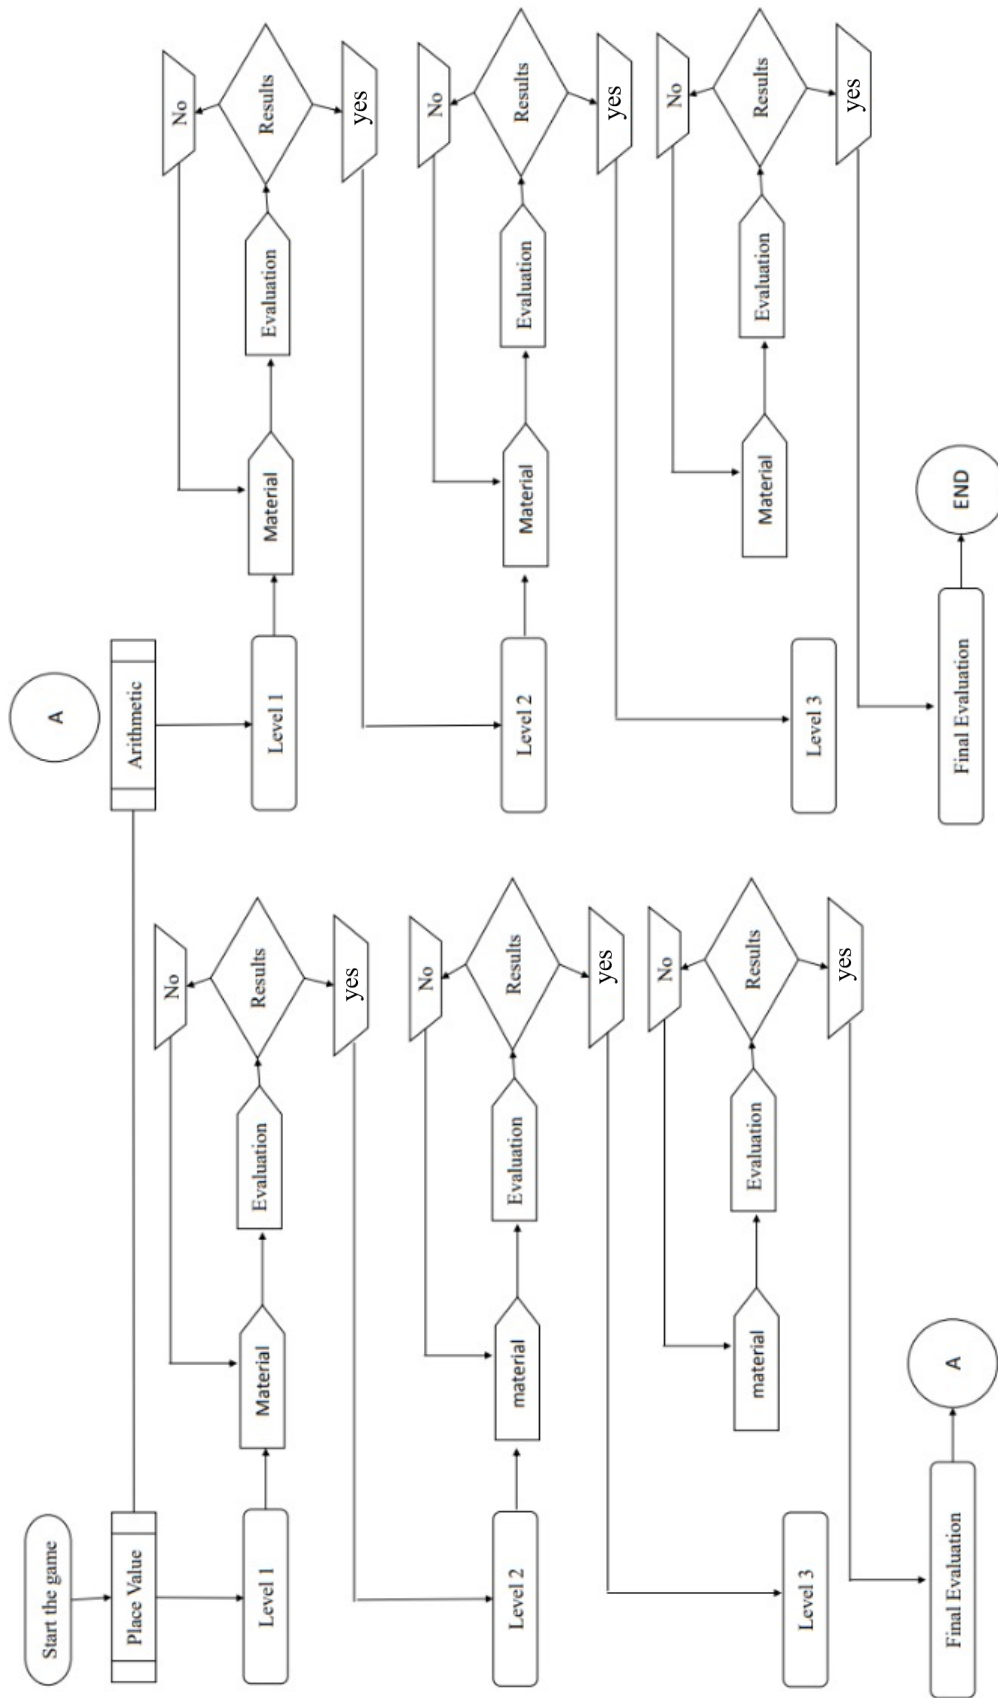 Start the game
Place Value
Level 1
Material
Evaluation
Results
No
yes
Level 2
material
Evaluation
Results
No
yes
Level 3
material
Evaluation
Results
No
yes
Final Evaluation
A
A
Arithmetic
Level 1
Material
Evaluation
Results
No
yes
Level 2
Material
Evaluation
Results
No
yes
Level 3
Material
Evaluation
Results
No
yes
Final Evaluation
END